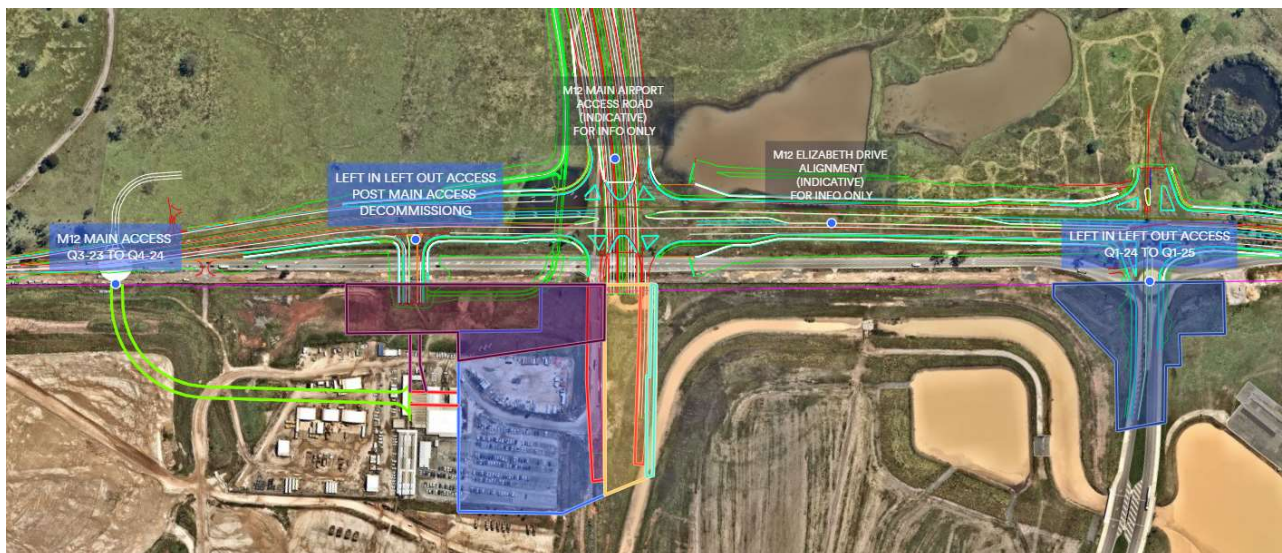 M12 MAIN AIRPORT
ACCESS ROAD
(INDICATIVE)
FOR INFO ONLY
LEFT IN LEFT OUT ACCESS
POST MAIN ACCESS
DECOMMISSIONG
M12 ELIZABETH DRIVE
ALIGNMENT
(INDICATIVE)
FOR INFO ONLY
M12 MAIN ACCESS
Q3-23 TO Q4-24
LEFT IN LEFT OUT ACCESS
Q1-24 TO Q1-25